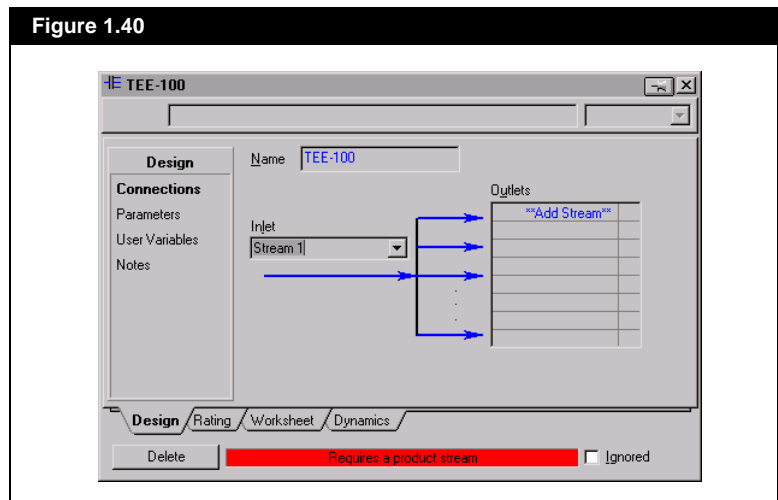 Figure 1.40
TEE-100
Design
Connections
Parameters
User Variables
Notes
Name TEE-100
Inlet
Stream 1
Outlets
**Add Stream**
Design Rating Worksheet Dynamics
Delete Requires a product stream Ignored